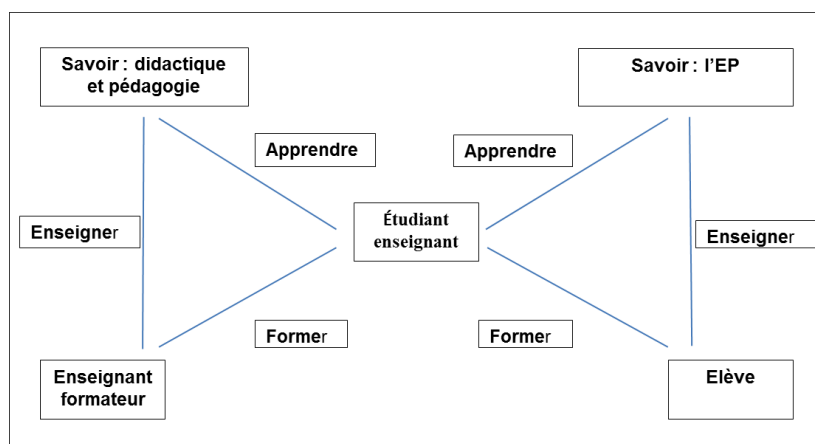 Savoir : didactique
et pédagogie
Savoir : l'EP
Apprendre
Apprendre
Étudiant
enseignant
Enseigner
Enseigner
Former
Former
Enseignant
formateur
Elève